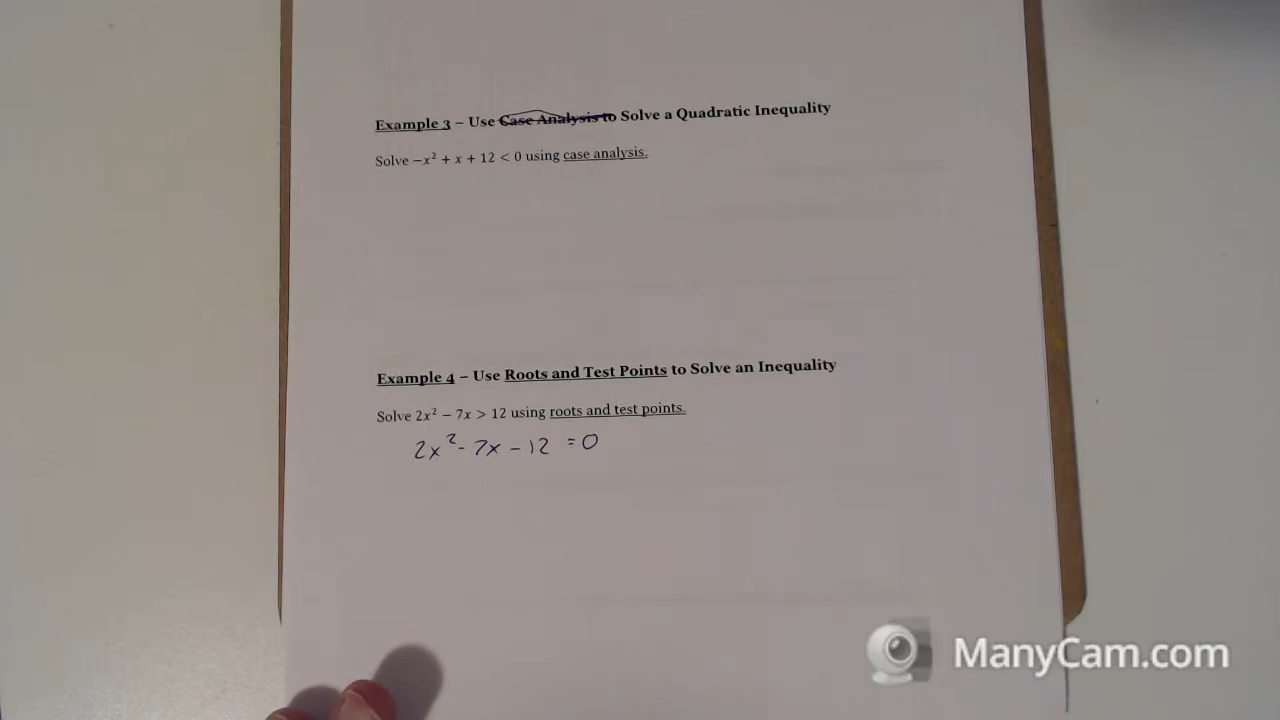 Example 3 – Use Case Analysis to Solve a Quadratic Inequality
Solve −x² + x + 12 < 0 using case analysis.
Example 4 – Use Roots and Test Points to Solve an Inequality
Solve 2x² − 7x > 12 using roots and test points.
2x² - 7x - 12 = 0
ManyCam.com